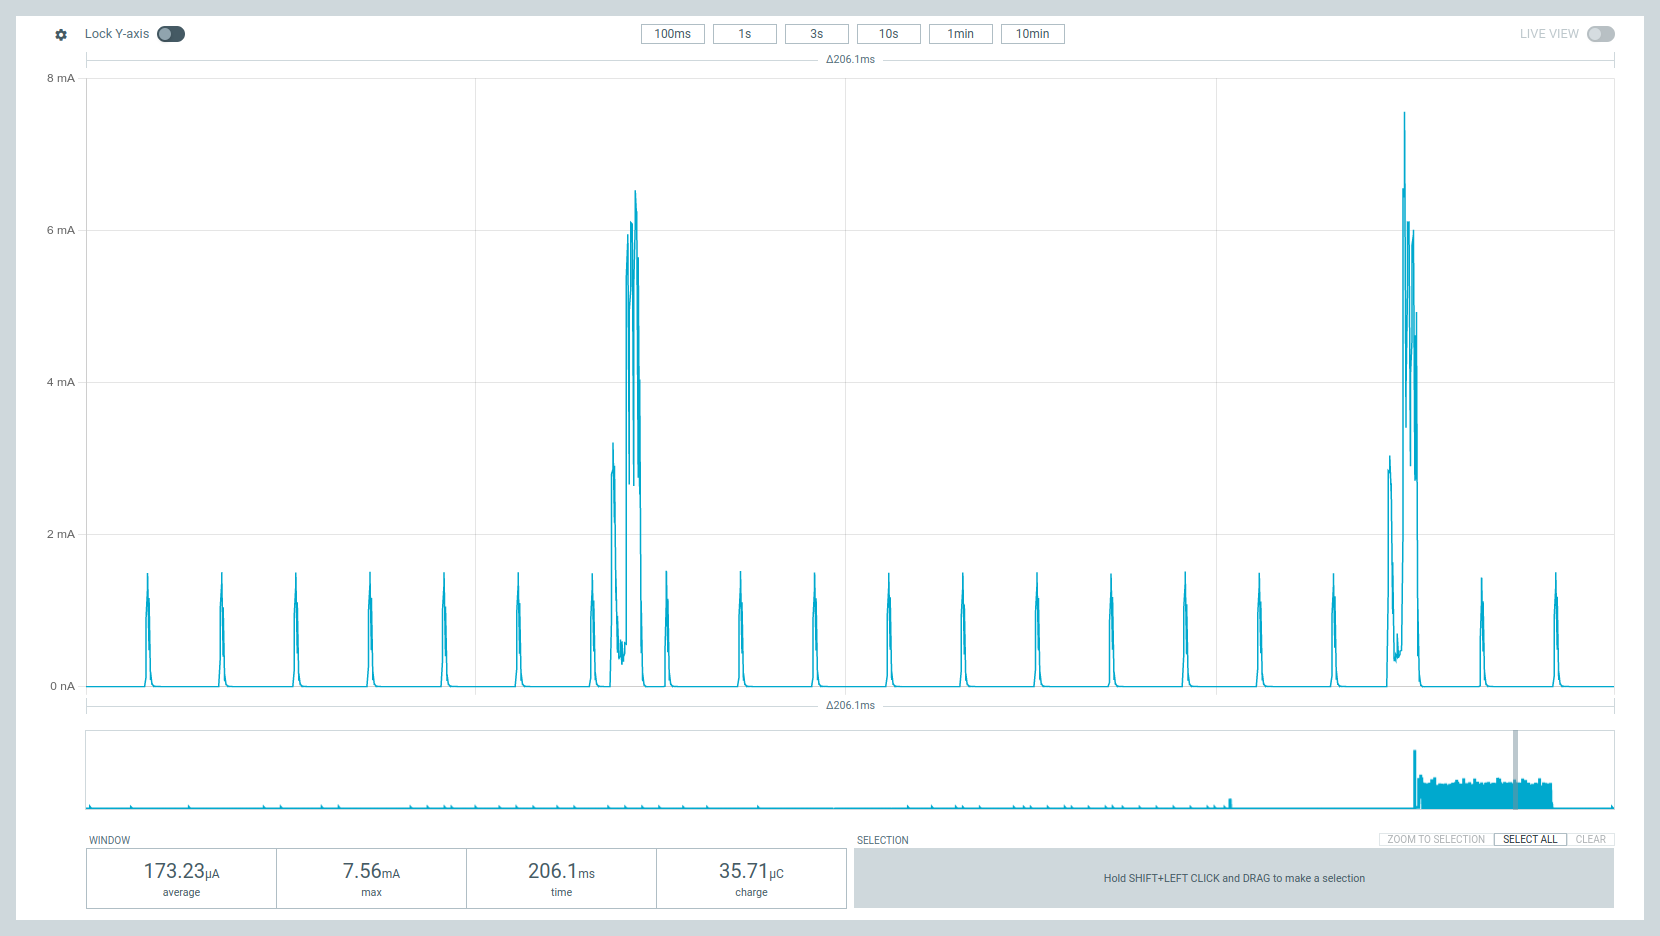 Lock Y-axis 100ms 1s 3s 10s 1min 10min LIVE VIEW
Δ206.1ms
8 mA
6 mA
4 mA
2 mA
0 nA
Δ206.1ms
WINDOW SELECTION ZOOM TO SELECTION SELECT ALL CLEAR
173.23μA 7.56mA 206.1ms 35.71μC
average max time charge
Hold SHIFT+LEFT CLICK and DRAG to make a selection